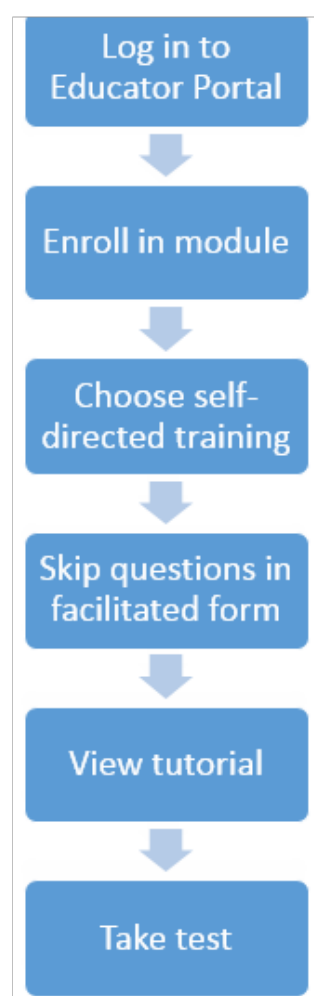 Log in to
Educator Portal
Enroll in module
Choose self-
directed training
Skip questions in
facilitated form
View tutorial
Take test